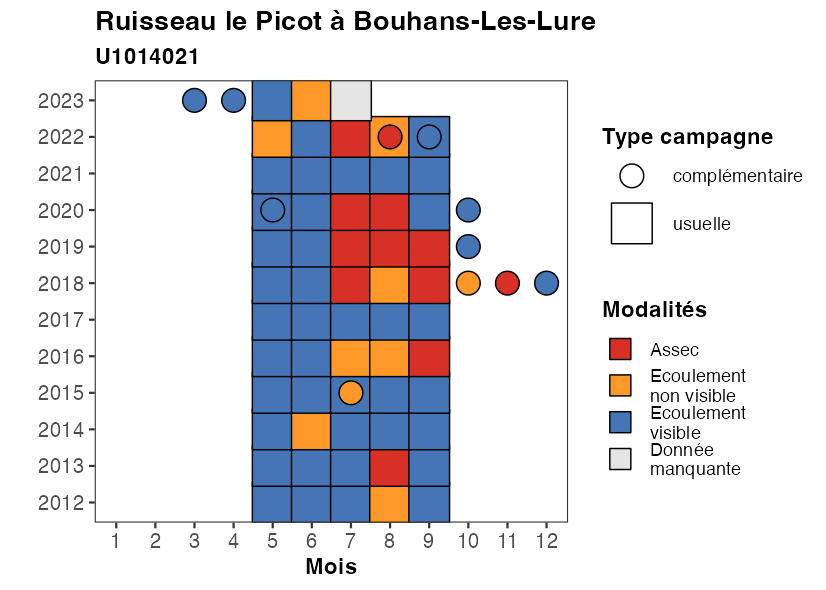 Ruisseau le Picot à Bouhans-Les-Lure
U1014021
2023
2022
2021
2020
2019
2018
2017
2016
2015
2014
2013
2012
1 2 3 4 5 6 7 8 9 10 11 12
Mois
Type campagne
complémentaire
usuelle
Modalités
Assec
Ecoulement
non visible
Ecoulement
visible
Donnée
manquante